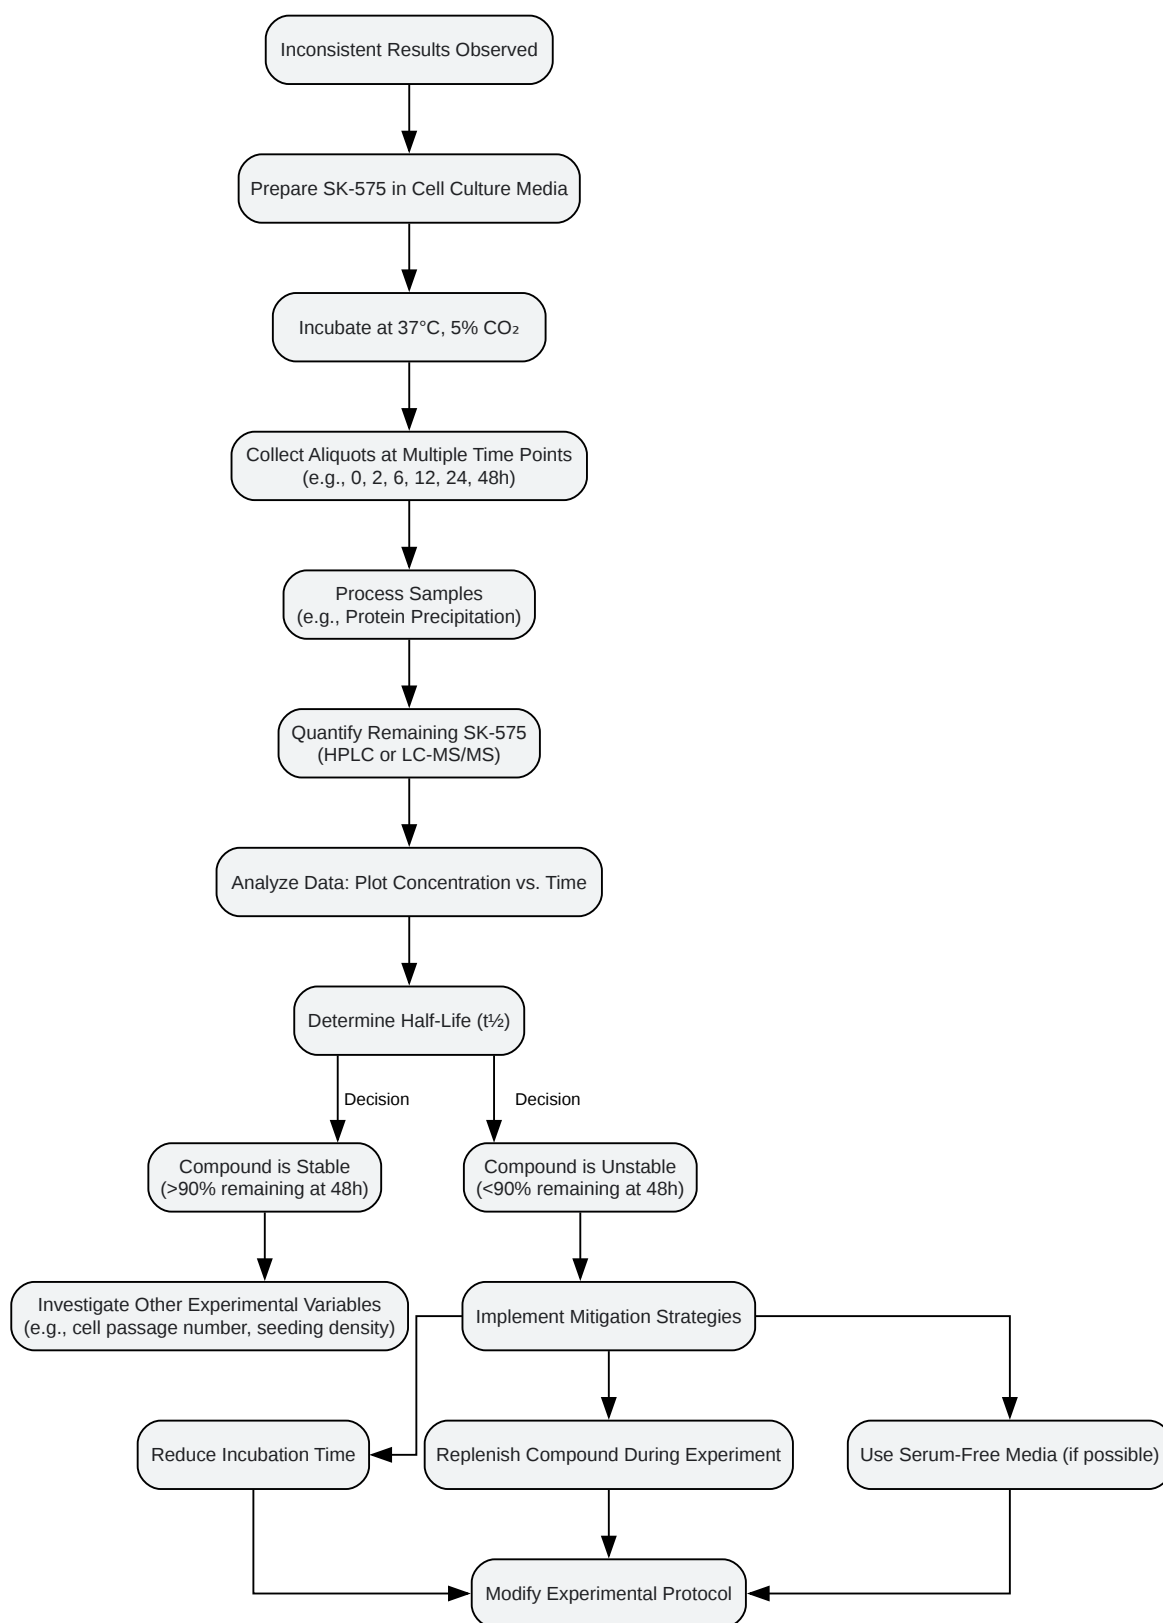 Inconsistent Results Observed
Prepare SK-575 in Cell Culture Media
Incubate at 37°C, 5% CO₂
Collect Aliquots at Multiple Time Points
(e.g., 0, 2, 6, 12, 24, 48h)
Process Samples
(e.g., Protein Precipitation)
Quantify Remaining SK-575
(HPLC or LC-MS/MS)
Analyze Data: Plot Concentration vs. Time
Determine Half-Life (t½)
Decision
Decision
Compound is Stable
(>90% remaining at 48h)
Compound is Unstable
(<90% remaining at 48h)
Investigate Other Experimental Variables
(e.g., cell passage number, seeding density)
Implement Mitigation Strategies
Reduce Incubation Time
Replenish Compound During Experiment
Use Serum-Free Media (if possible)
Modify Experimental Protocol